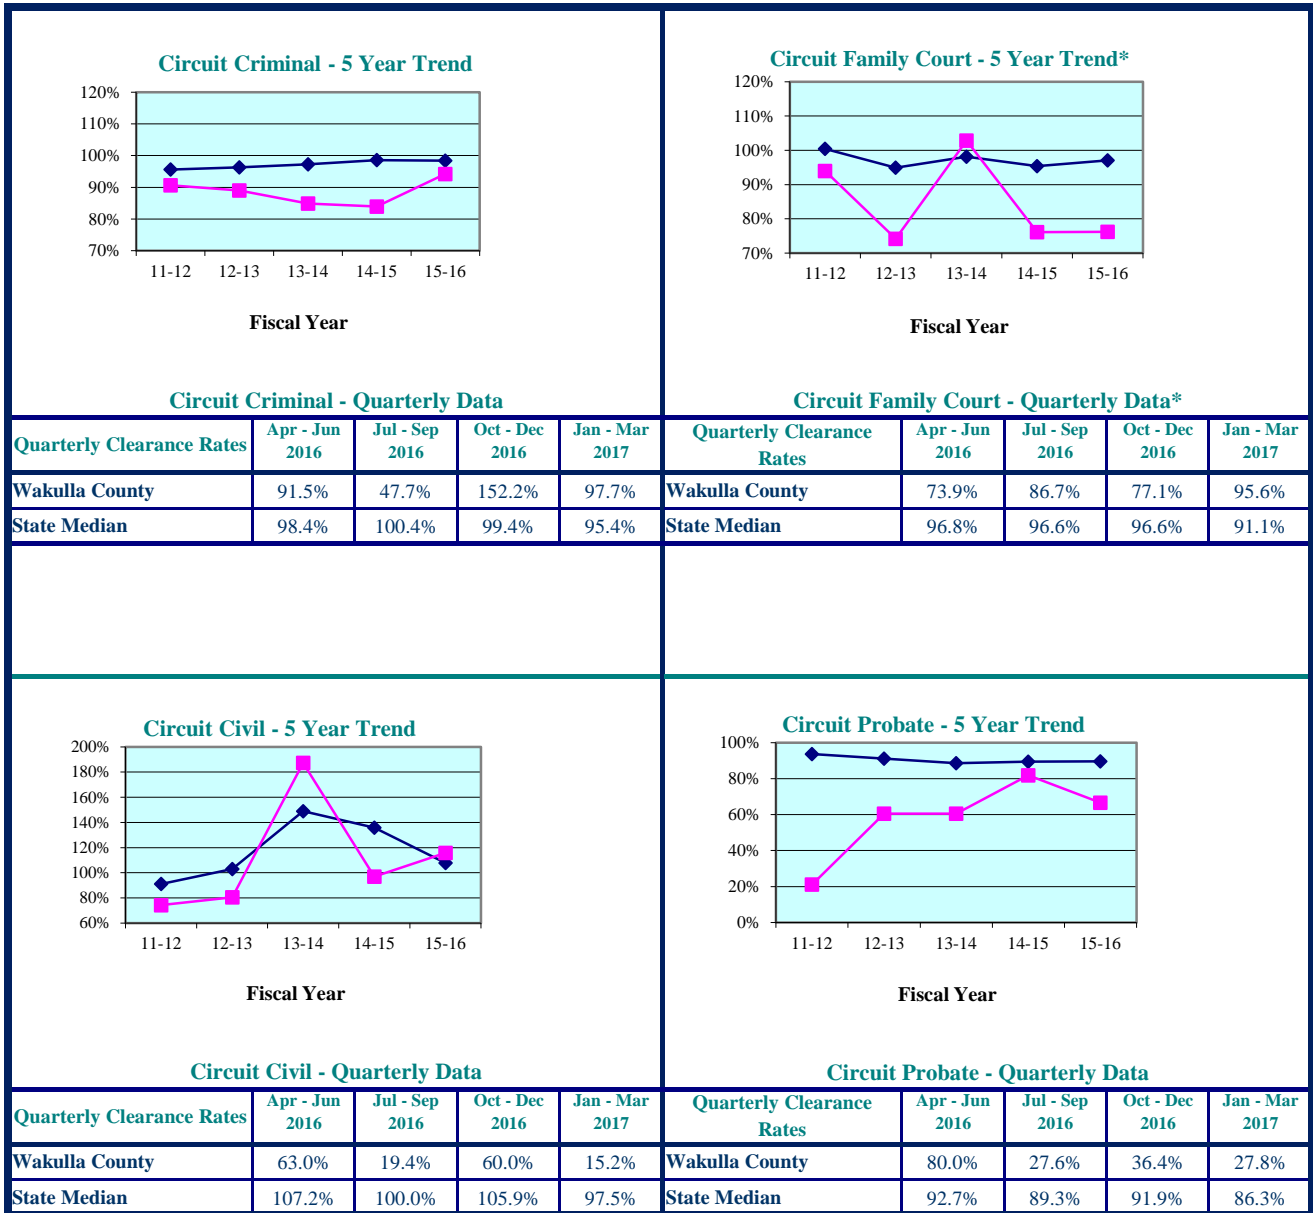 Circuit Criminal - 5 Year Trend
120%
110%
100%
90%
80%
70%
11-12 12-13 13-14 14-15 15-16
Fiscal Year
Circuit Criminal - Quarterly Data
Quarterly Clearance Rates Apr - Jun 2016 Jul - Sep 2016 Oct - Dec 2016 Jan - Mar 2017
Wakulla County 91.5% 47.7% 152.2% 97.7%
State Median 98.4% 100.4% 99.4% 95.4%
Circuit Family Court - 5 Year Trend*
120%
110%
100%
90%
80%
70%
11-12 12-13 13-14 14-15 15-16
Fiscal Year
Circuit Family Court - Quarterly Data*
Quarterly Clearance Rates Apr - Jun 2016 Jul - Sep 2016 Oct - Dec 2016 Jan - Mar 2017
Wakulla County 73.9% 86.7% 77.1% 95.6%
State Median 96.8% 96.6% 96.6% 91.1%
Circuit Civil - 5 Year Trend
200%
180%
160%
140%
120%
100%
80%
60%
11-12 12-13 13-14 14-15 15-16
Fiscal Year
Circuit Civil - Quarterly Data
Quarterly Clearance Rates Apr - Jun 2016 Jul - Sep 2016 Oct - Dec 2016 Jan - Mar 2017
Wakulla County 63.0% 19.4% 60.0% 15.2%
State Median 107.2% 100.0% 105.9% 97.5%
Circuit Probate - 5 Year Trend
100%
80%
60%
40%
20%
0%
11-12 12-13 13-14 14-15 15-16
Fiscal Year
Circuit Probate - Quarterly Data
Quarterly Clearance Rates Apr - Jun 2016 Jul - Sep 2016 Oct - Dec 2016 Jan - Mar 2017
Wakulla County 80.0% 27.6% 36.4% 27.8%
State Median 92.7% 89.3% 91.9% 86.3%